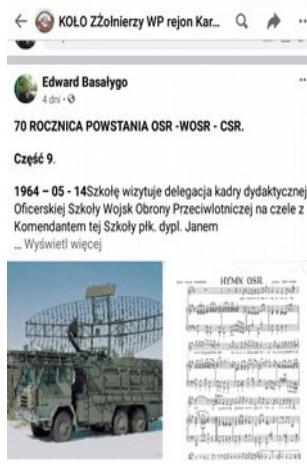 KOŁO ZŻołnierzy WP rejon Kar...
Edward Basałygo
4 dni
70 ROCZNICA POWSTANIA OSR -WOSR - CSR.
Część 9.
1964 – 05 - 14Szkołę wizytuje delegacja kadry dydaktycznej
Oficerskiej Szkoły Wojsk Obrony Przeciwlotniczej na czele z
Komendantem tej Szkoły płk. dypl. Janem
... Wyświetl więcej
HYMN OSR